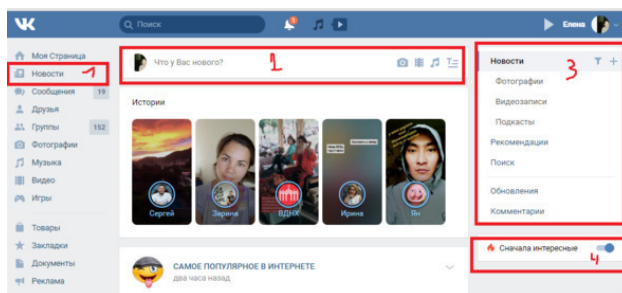 Поиск
Елена
Моя Страница
Новости
1
Сообщения 19
Друзья
Группы 152
Фотографии
Музыка
Видео
Игры
Товары
Закладки
Документы
Реклама
Что у Вас нового?
2
Истории
Сергей
Зарина
ВДНХ
Ирина
Ян
САМОЕ ПОПУЛЯРНОЕ В ИНТЕРНЕТЕ
два часа назад
Новости
3
Фотографии
Видеозаписи
Подкасты
Рекомендации
Поиск
Обновления
Комментарии
Сначала интересные
4